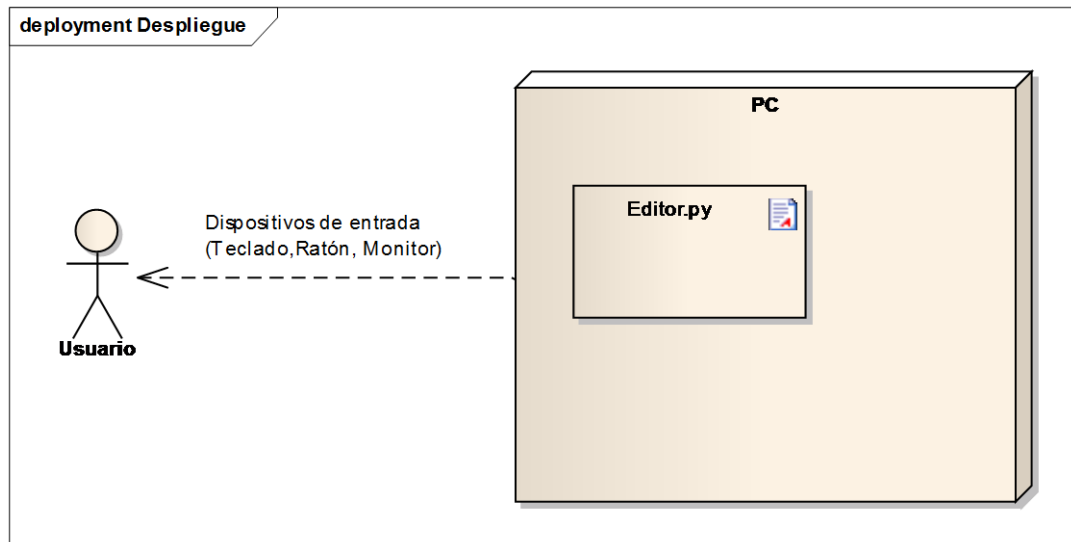 deployment Despliegue
PC
Editor.py
Dispositivos de entrada
(Teclado,Ratón, Monitor)
Usuario